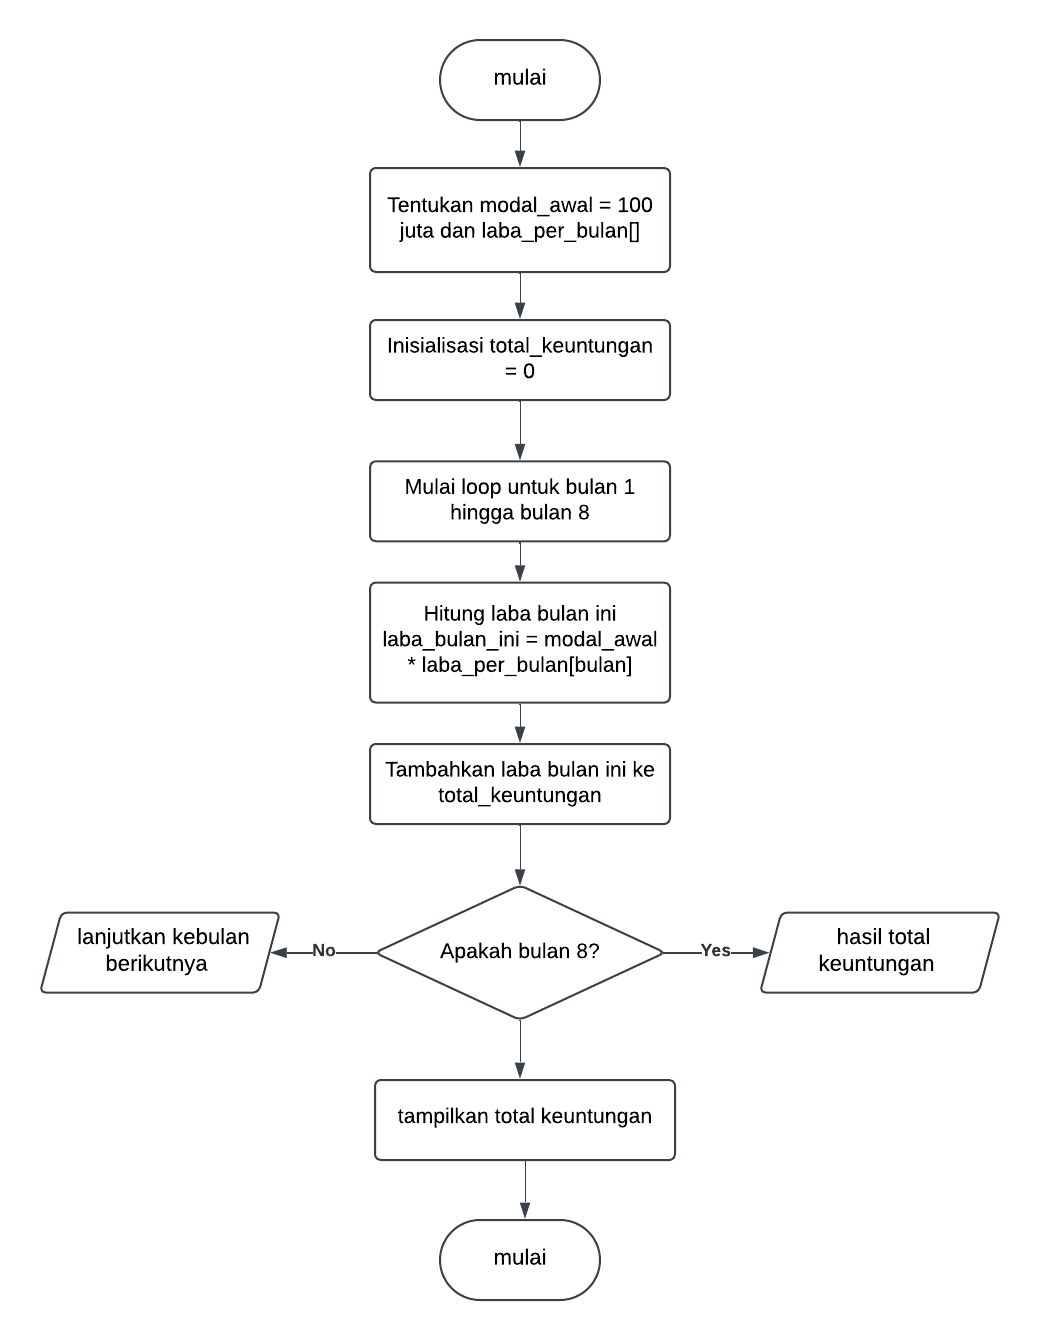 mulai
Tentukan modal_awal = 100
juta dan laba_per_bulan[]
Inisialisasi total_keuntungan
= 0
Mulai loop untuk bulan 1
hingga bulan 8
Hitung laba bulan ini
laba_bulan_ini = modal_awal
* laba_per_bulan[bulan]
Tambahkan laba bulan ini ke
total_keuntungan
lanjutkan kebulan
berikutnya
No
Apakah bulan 8?
Yes
hasil total
keuntungan
tampilkan total keuntungan
mulai